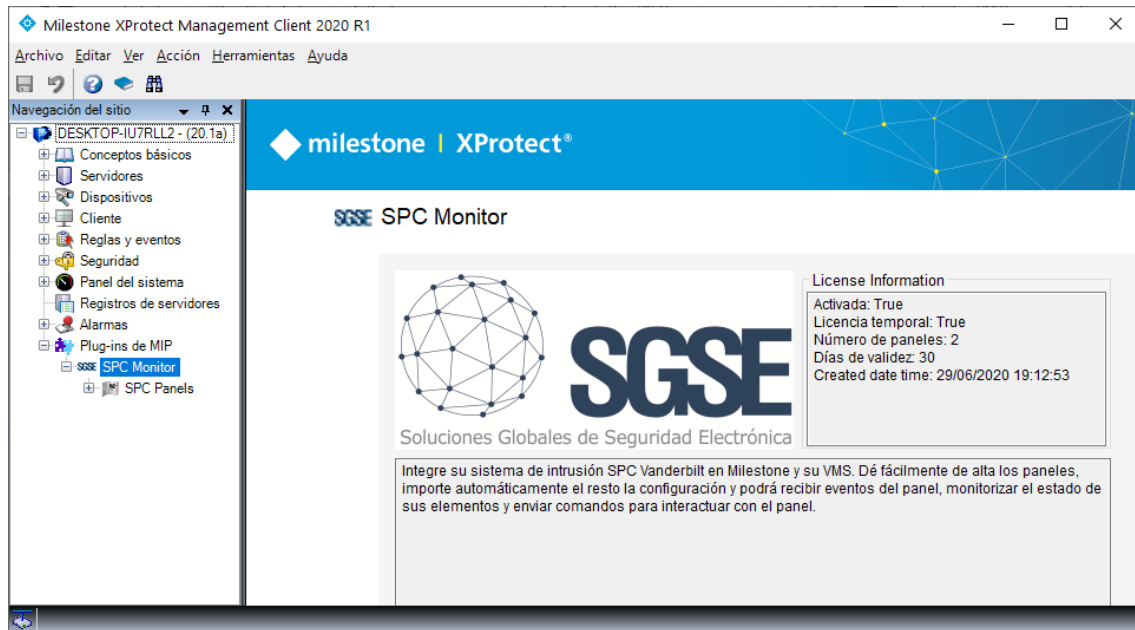 Milestone XProtect Management Client 2020 R1
Archivo Editar Ver Acción Herramientas Ayuda
Navegación del sitio
DESKTOP-IU7RLL2 - (20.1a)
Conceptos básicos
Servidores
Dispositivos
Cliente
Reglas y eventos
Seguridad
Panel del sistema
Registros de servidores
Alarmas
Plug-ins de MIP
SGSE SPC Monitor
SPC Panels
milestone | XProtect®
SGSE SPC Monitor
SGSE
Soluciones Globales de Seguridad Electrónica
License Information
Activada: True
Licencia temporal: True
Número de paneles: 2
Días de validez: 30
Created date time: 29/06/2020 19:12:53
Integre su sistema de intrusión SPC Vanderbilt en Milestone y su VMS. Dé fácilmente de alta los paneles,
importe automáticamente el resto la configuración y podrá recibir eventos del panel, monitorizar el estado de
sus elementos y enviar comandos para interactuar con el panel.